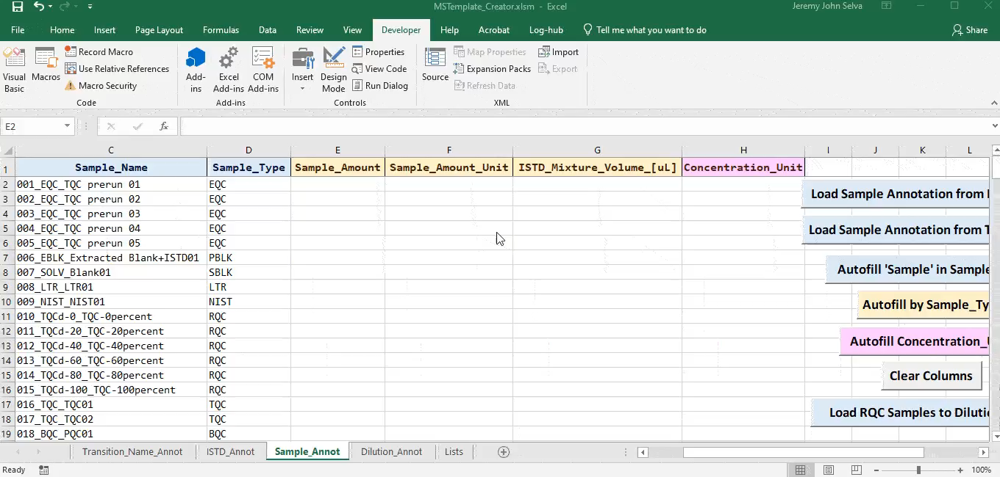 MSTemplate_Creator.xlsm - Excel
Jeremy John Selva
File Home Insert Page Layout Formulas Data Review View Developer Help Acrobat Log-hub Tell me what you want to do Share
Visual Basic
Macros
Record Macro
Use Relative References
Macro Security
Code
Add-ins
Excel Add-ins
COM Add-ins
Add-ins
Insert
Design Mode
Properties
View Code
Run Dialog
Controls
Source
Map Properties
Expansion Packs
Refresh Data
Import
Export
XML
E2 fx
C D E F G H I J K L
1 Sample_Name Sample_Type Sample_Amount Sample_Amount_Unit ISTD_Mixture_Volume_[uL] Concentration_Unit
2 001_EQC_TQC prerun 01 EQC
3 002_EQC_TQC prerun 02 EQC
4 003_EQC_TQC prerun 03 EQC
5 004_EQC_TQC prerun 04 EQC
6 005_EQC_TQC prerun 05 EQC
7 006_EBLK_Extracted Blank+ISTD01 PBLK
8 007_SOLV_Blank01 SBLK
9 008_LTR_LTR01 LTR
10 009_NIST_NIST01 NIST
11 010_TQCd-0_TQC-0percent RQC
12 011_TQCd-20_TQC-20percent RQC
13 012_TQCd-40_TQC-40percent RQC
14 013_TQCd-60_TQC-60percent RQC
15 014_TQCd-80_TQC-80percent RQC
16 015_TQCd-100_TQC-100percent RQC
17 016_TQC_TQC01 TQC
18 017_TQC_TQC02 TQC
19 018_BQC_PQC01 BQC
Load Sample Annotation from
Load Sample Annotation from T
Autofill 'Sample' in Sample
Autofill by Sample_Ty
Autofill Concentration_
Clear Columns
Load RQC Samples to Diluti
Transition_Name_Annot ISTD_Annot Sample_Annot Dilution_Annot Lists
Ready
100%